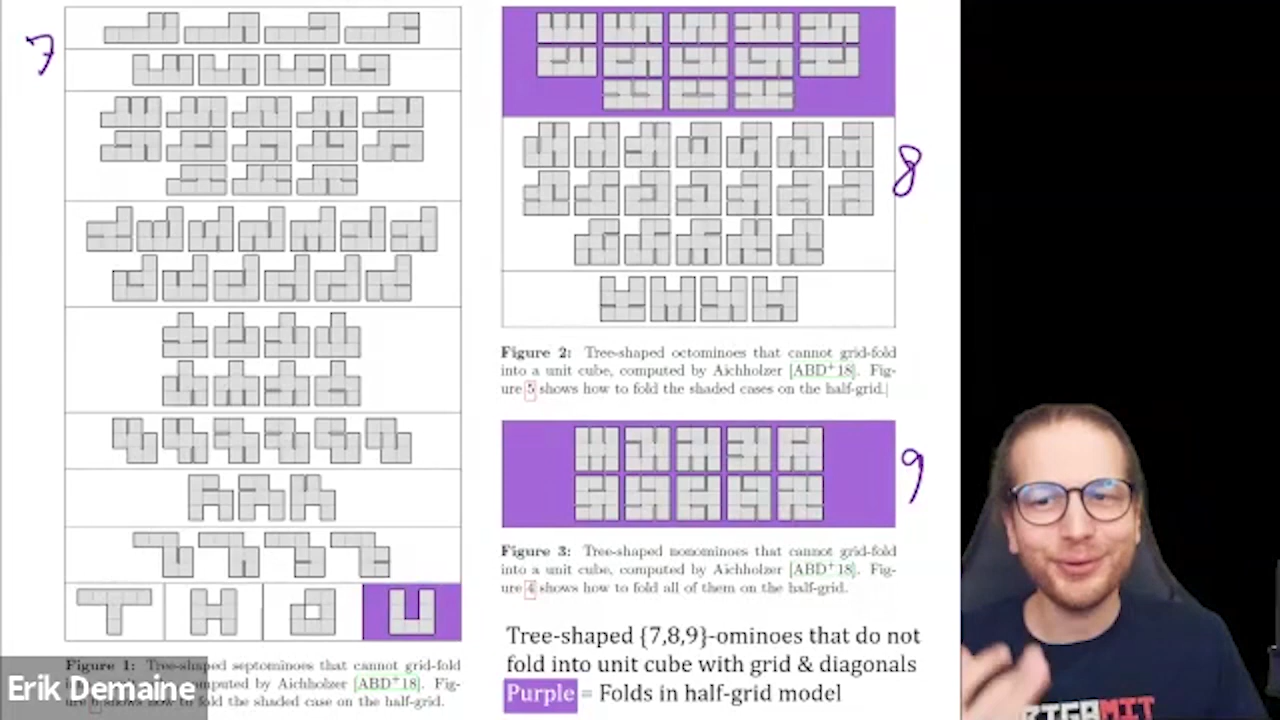 7
8
Figure 2: Tree-shaped octominoes that cannot grid-fold
into a unit cube, computed by Aichholzer [ABD+18]. Fig-
ure 5 shows how to fold the shaded cases on the half-grid.
9
Figure 3: Tree-shaped nonominoes that cannot grid-fold
into a unit cube, computed by Aichholzer [ABD+18]. Fig-
ure 4 shows how to fold all of them on the half-grid.
Tree-shaped {7,8,9}-ominoes that do not
fold into unit cube with grid & diagonals
Purple = Folds in half-grid model
Figure 1: Tree-shaped septominoes that cannot grid-fold
computed by Aichholzer [ABD+18]. Fig-
shows how to fold the shaded case on the half-grid.
Erik Demaine
MIT